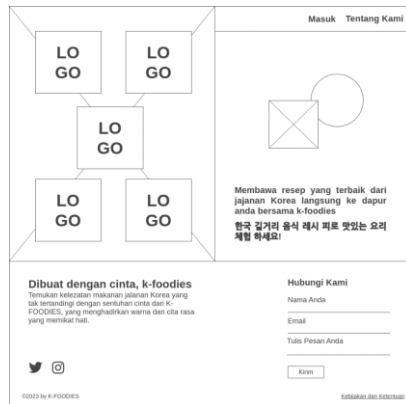 Masuk Tentang Kami
LO
GO
LO
GO
LO
GO
LO
GO
LO
GO
Membawa resep yang terbaik dari
jajanan Korea langsung ke dapur
anda bersama k-foodies
한국 길거리 음식 레시 피로 맛있는 요리
체험 하세요!
Dibuat dengan cinta, k-foodies
Temukan kelezatan makanan jalanan Korea yang
tak tertandingi dengan sentuhan cinta dari K-
FOODIES, yang menghadirkan warna dan cita rasa
yang memikat hati.
Hubungi Kami
Nama Anda
Email
Tulis Pesan Anda
Kirim
©2023 by K-FOODIES
Kebijakan dan Ketentuan